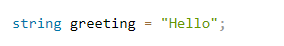 string greeting = "Hello";